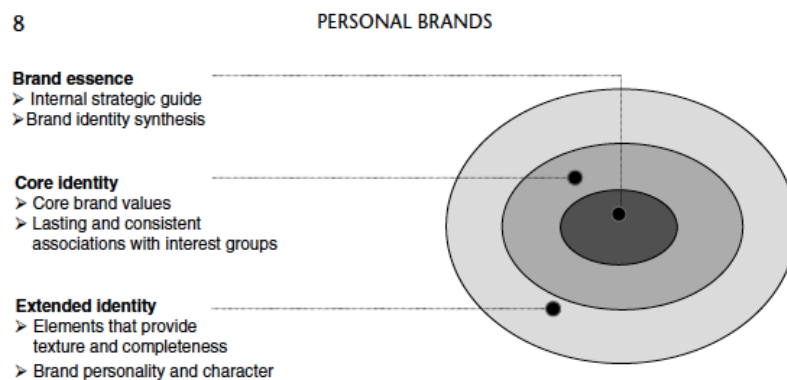 8 PERSONAL BRANDS
Brand essence
➢ Internal strategic guide
➢Brand identity synthesis
Core identity
➢ Core brand values
➢ Lasting and consistent
associations with interest groups
Extended identity
➢ Elements that provide
texture and completeness
➢ Brand personality and character